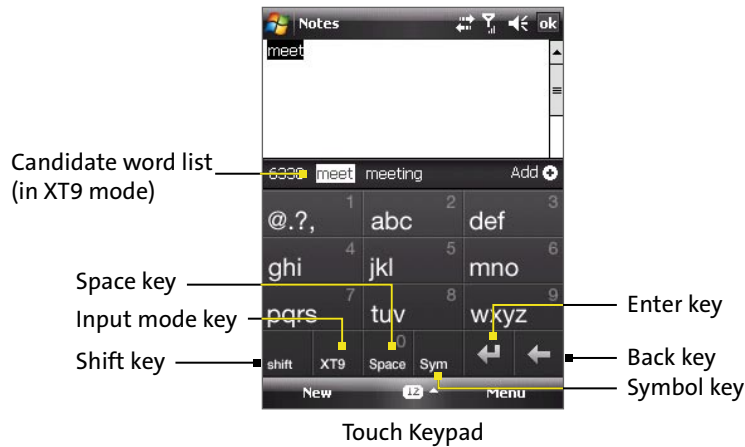 Notes ok
meet
Candidate word list
(in XT9 mode)
6338 meet meeting Add
@.?, 1 abc 2 def 3
ghi 4 jkl 5 mno 6
pqrs 7 tuv 8 wxyz 9
shift XT9 Space 0 Sym
New 12 Menu
Space key
Input mode key
Shift key
Enter key
Back key
Symbol key
Touch Keypad